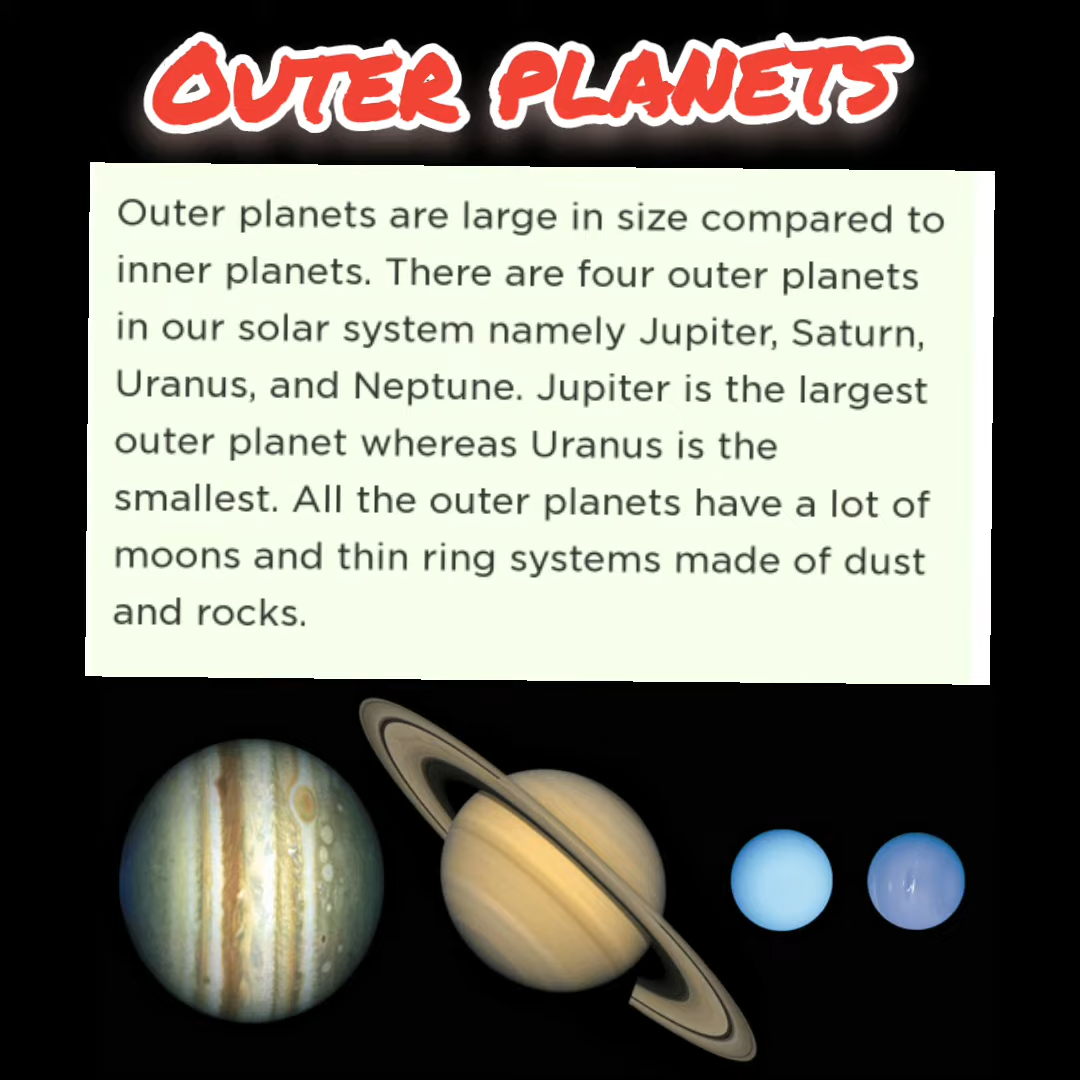 OUTER PLANETS
Outer planets are large in size compared to
inner planets. There are four outer planets
in our solar system namely Jupiter, Saturn,
Uranus, and Neptune. Jupiter is the largest
outer planet whereas Uranus is the
smallest. All the outer planets have a lot of
moons and thin ring systems made of dust
and rocks.